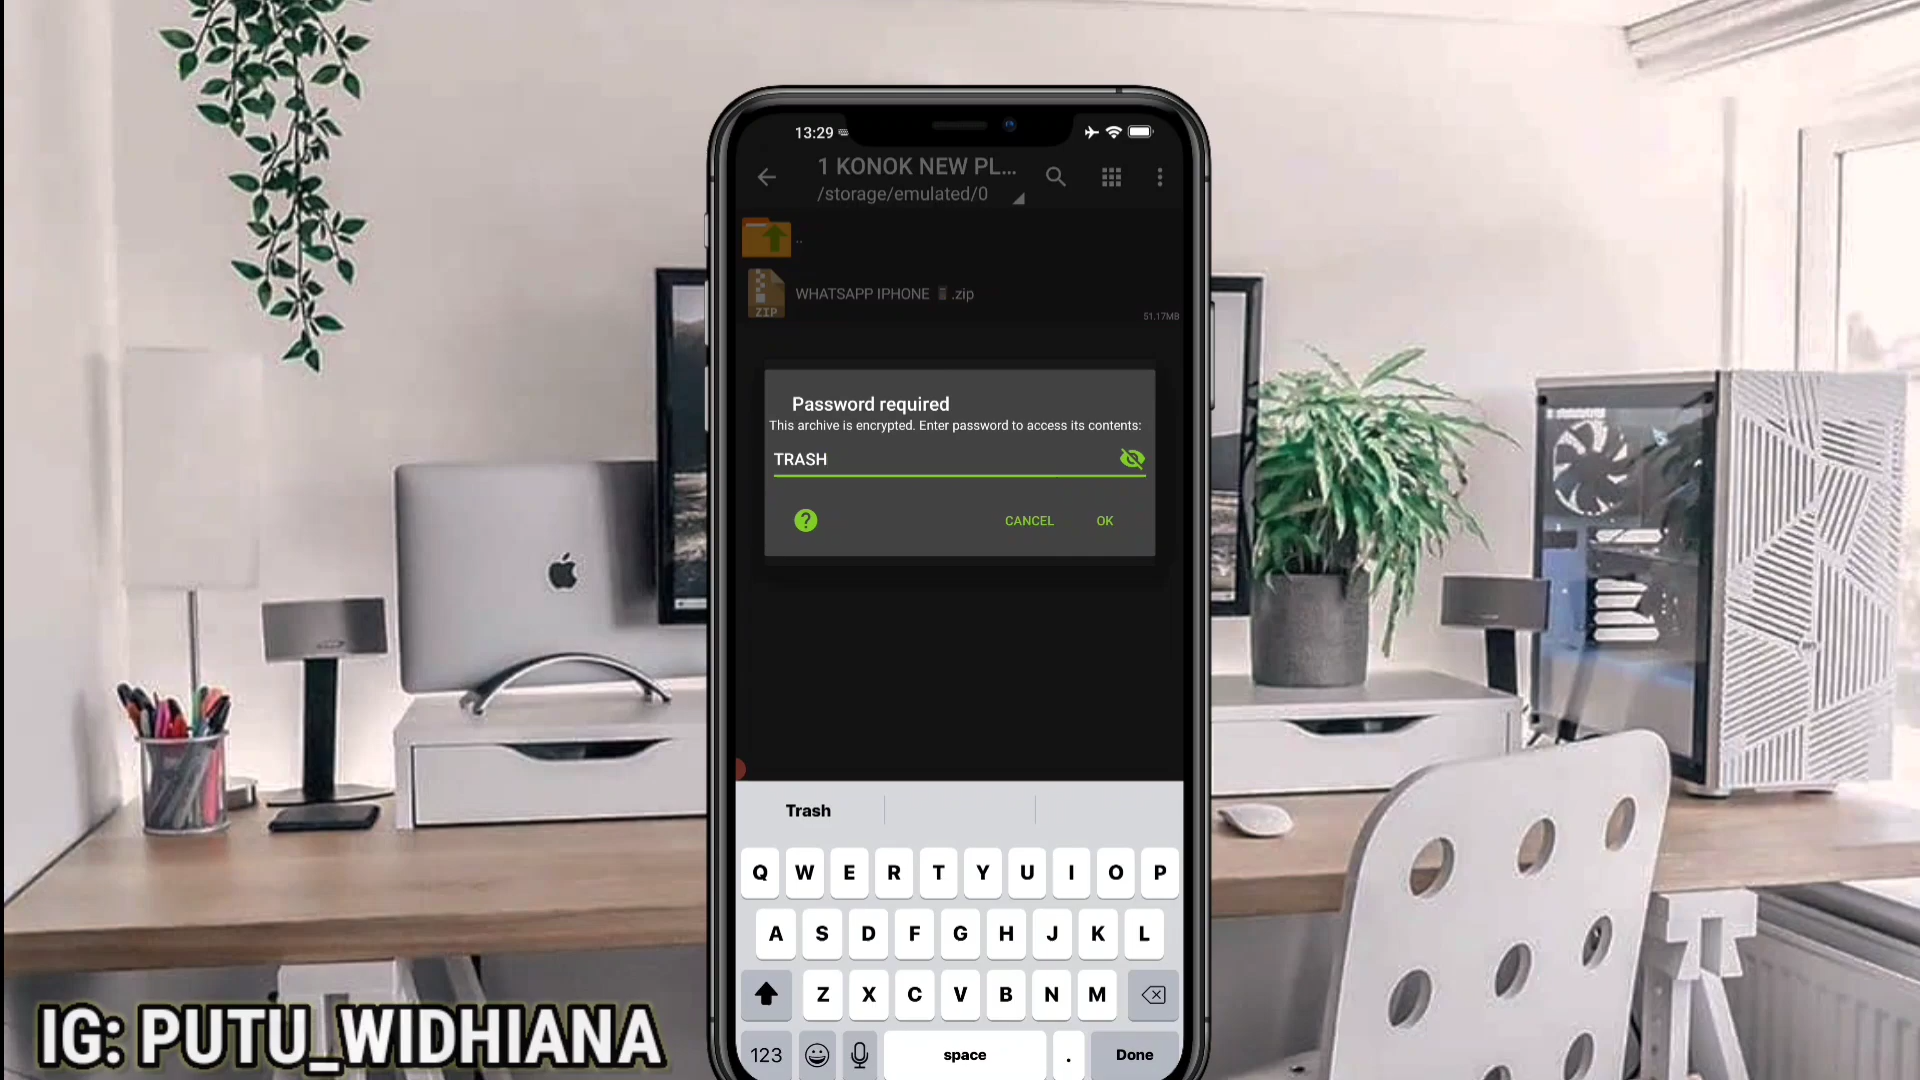 13:29
1 KONOK NEW PL...
/storage/emulated/0
..
ZIP
WHATSAPP IPHONE 📱.zip
51.17MB
Password required
This archive is encrypted. Enter password to access its contents:
TRASH
?
CANCEL OK
Trash
Q W E R T Y U I O P
A S D F G H J K L
Z X C V B N M
123 space . Done
IG: PUTU_WIDHIANA